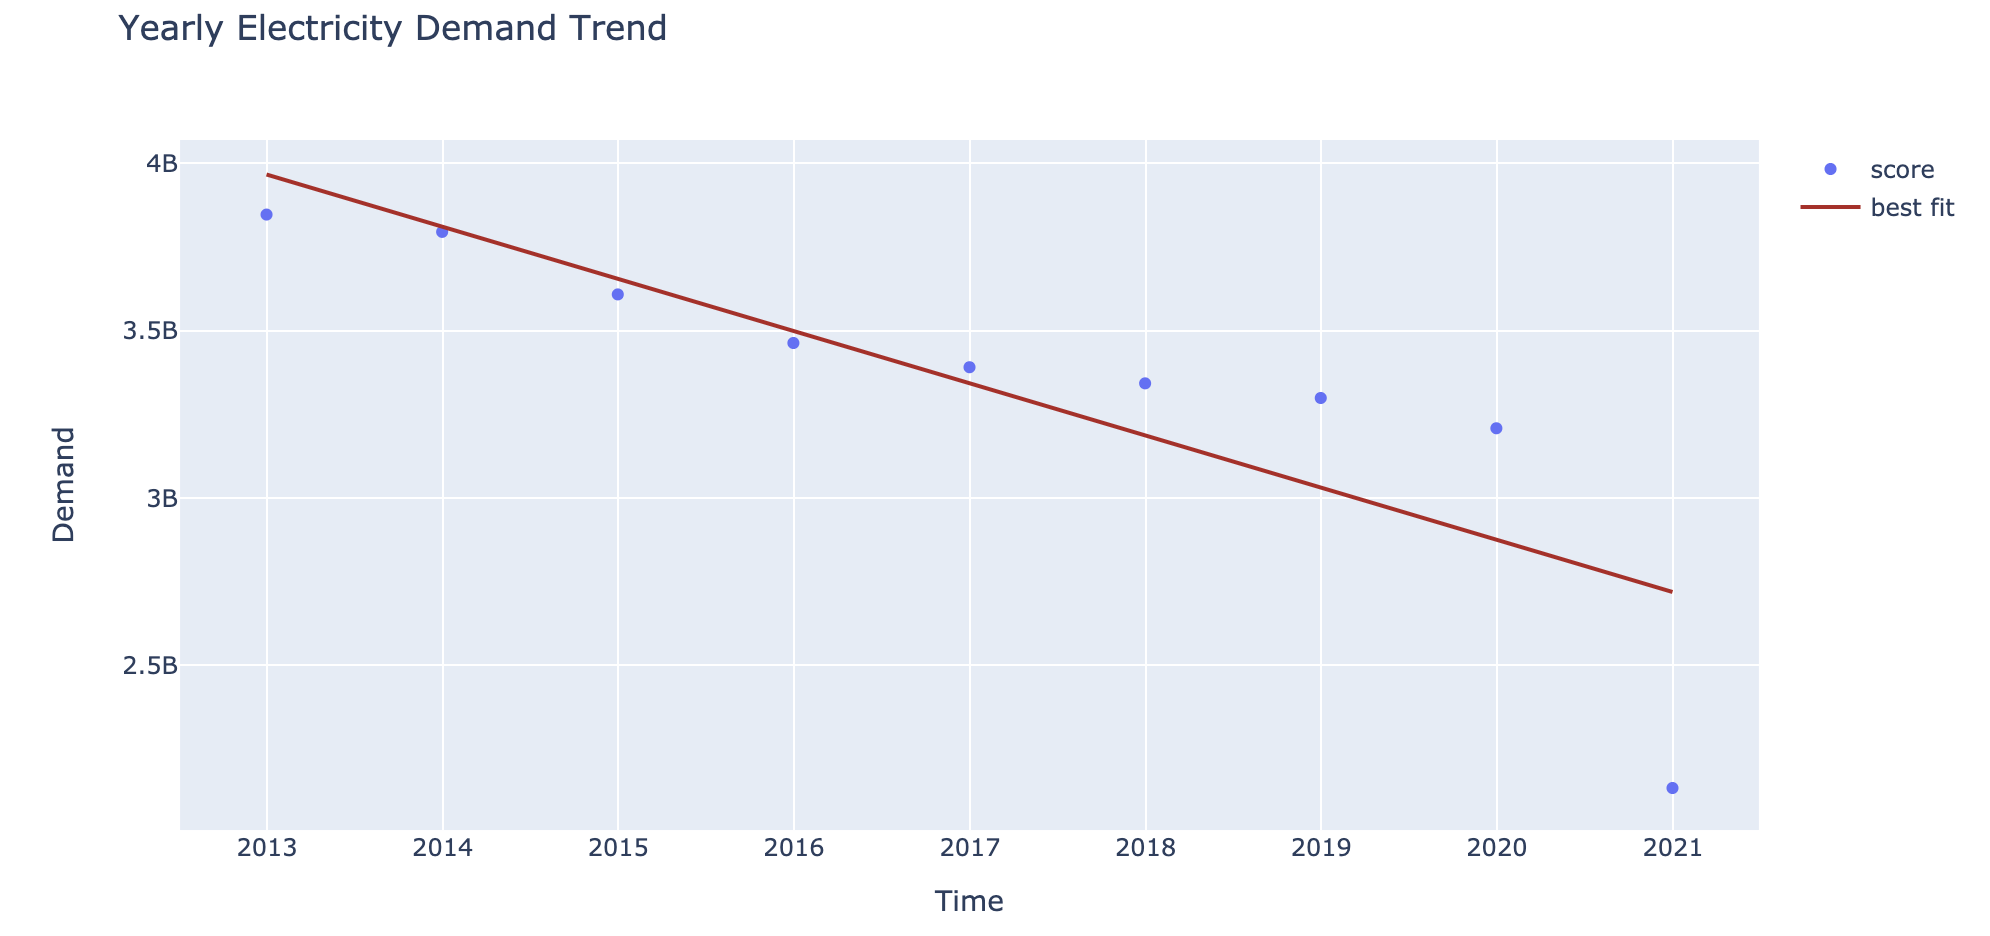 Yearly Electricity Demand Trend
score
best fit
4B
3.5B
3B
2.5B
Demand
2013 2014 2015 2016 2017 2018 2019 2020 2021
Time